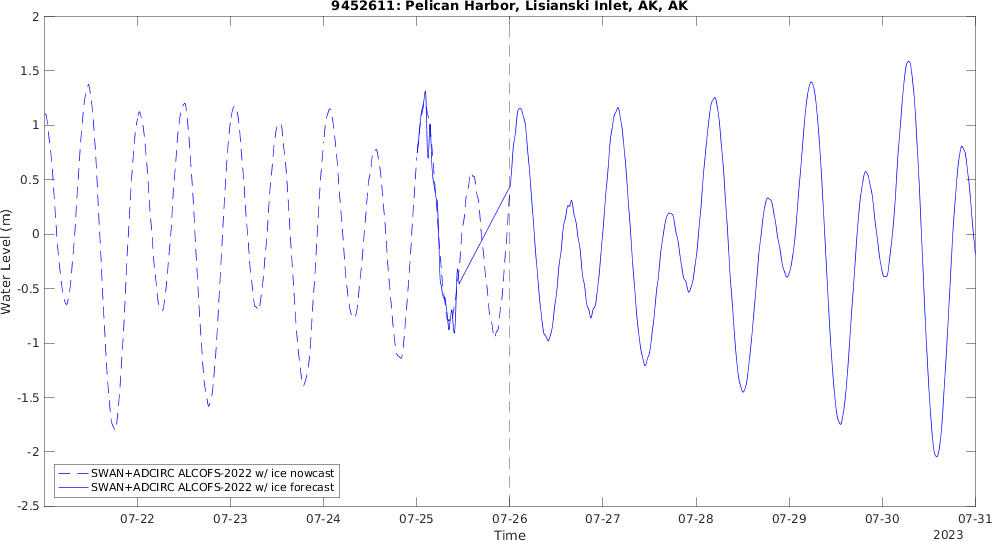 9452611: Pelican Harbor, Lisianski Inlet, AK, AK
2
1.5
1
0.5
0
-0.5
-1
-1.5
-2
-2.5
Water Level (m)
SWAN+ADCIRC ALCOFS-2022 w/ ice nowcast
SWAN+ADCIRC ALCOFS-2022 w/ ice forecast
07-22 07-23 07-24 07-25 07-26 07-27 07-28 07-29 07-30 07-31
Time
2023